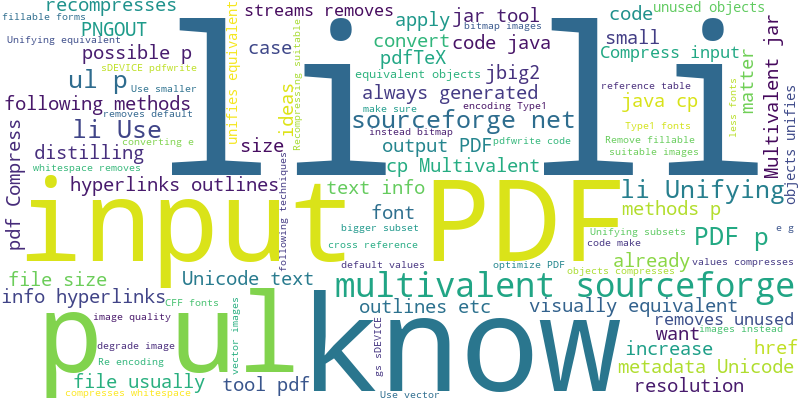 recompresses
fillable forms
Unifying equivalent
PNGOUT
possible p
sDEVICE pdfwrite
ul p
Use smaller
following methods
removes default
li Use
converting e
distilling
whitespace removes
pdf Compress
unifies equivalent
streams removes
case
ideas
Recompressing suitable
size
li li
apply
convert
pdfTeX
equivalent objects
always generated
make sure
jar tool
bitmap images
code java
jbig2
encoding Type1
sourceforge net
instead bitmap
pdfwrite code
output PDF
cp Multivalent
code
unused objects
small
Compress input
matter
reference table
java cp
Type1 fonts
less fonts
Remove fillable
suitable images
Multivalent jar
objects unifies
hyperlinks outlines
following techniques
text info
li Unifying
input PDF
font
bigger subset
cross reference
default values
optimize PDF
methods p
Unifying subsets
PDF p
e g
code make
already
values compresses
objects compresses
file size
Unicode text
multivalent sourceforge
info hyperlinks
CFF fonts
outlines etc
visually equivalent
image quality
vector images
removes unused
p ul
know
want
images instead
degrade image
gs sDEVICE
increase
href
Re encoding
metadata Unicode
file usually
tool pdf
resolution
compresses whitespace
Use vector